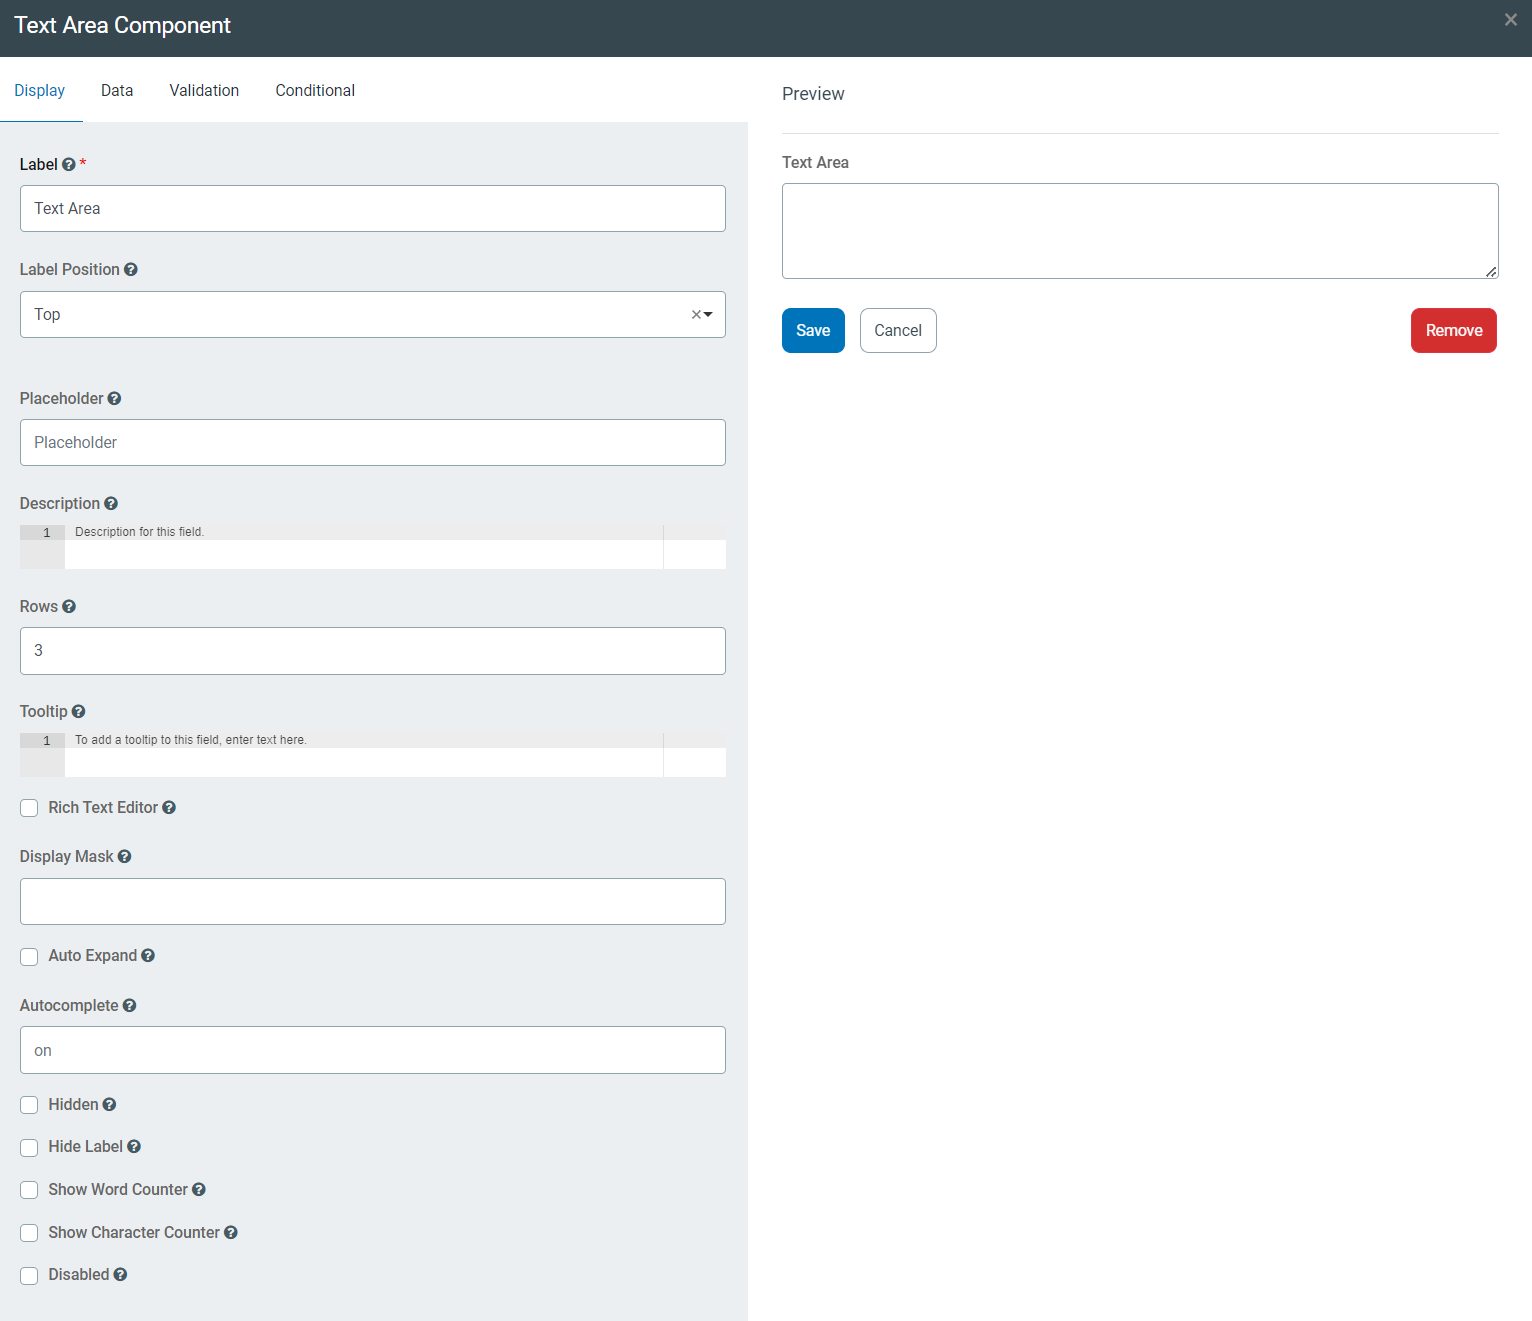 Text Area Component
Display Data Validation Conditional
Label *
Text Area
Label Position
Top
Placeholder
Placeholder
Description
1 Description for this field.
Rows
3
Tooltip
1 To add a tooltip to this field, enter text here.
Rich Text Editor
Display Mask
Auto Expand
Autocomplete
on
Hidden
Hide Label
Show Word Counter
Show Character Counter
Disabled
Preview
Text Area
Save Cancel Remove